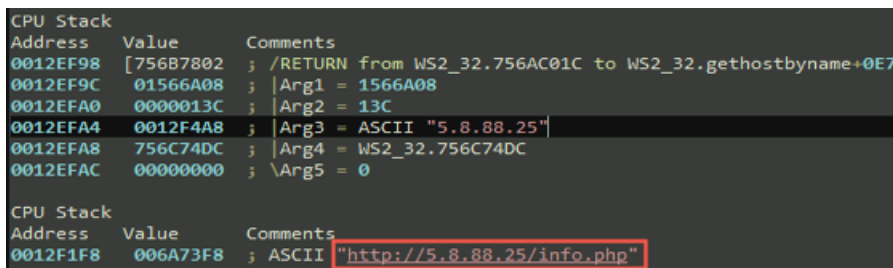 CPU Stack
Address Value Comments
0012EF98 [756B7802 ; /RETURN from WS2_32.756AC01C to WS2_32.gethostbyname+0E7
0012EF9C 01566A08 ; |Arg1 = 1566A08
0012EFA0 0000013C ; |Arg2 = 13C
0012EFA4 0012F4A8 ; |Arg3 = ASCII "5.8.88.25"
0012EFA8 756C74DC ; |Arg4 = WS2_32.756C74DC
0012EFAC 00000000 ; \Arg5 = 0
CPU Stack
Address Value Comments
0012F1F8 006A73F8 ; ASCII "http://5.8.88.25/info.php"